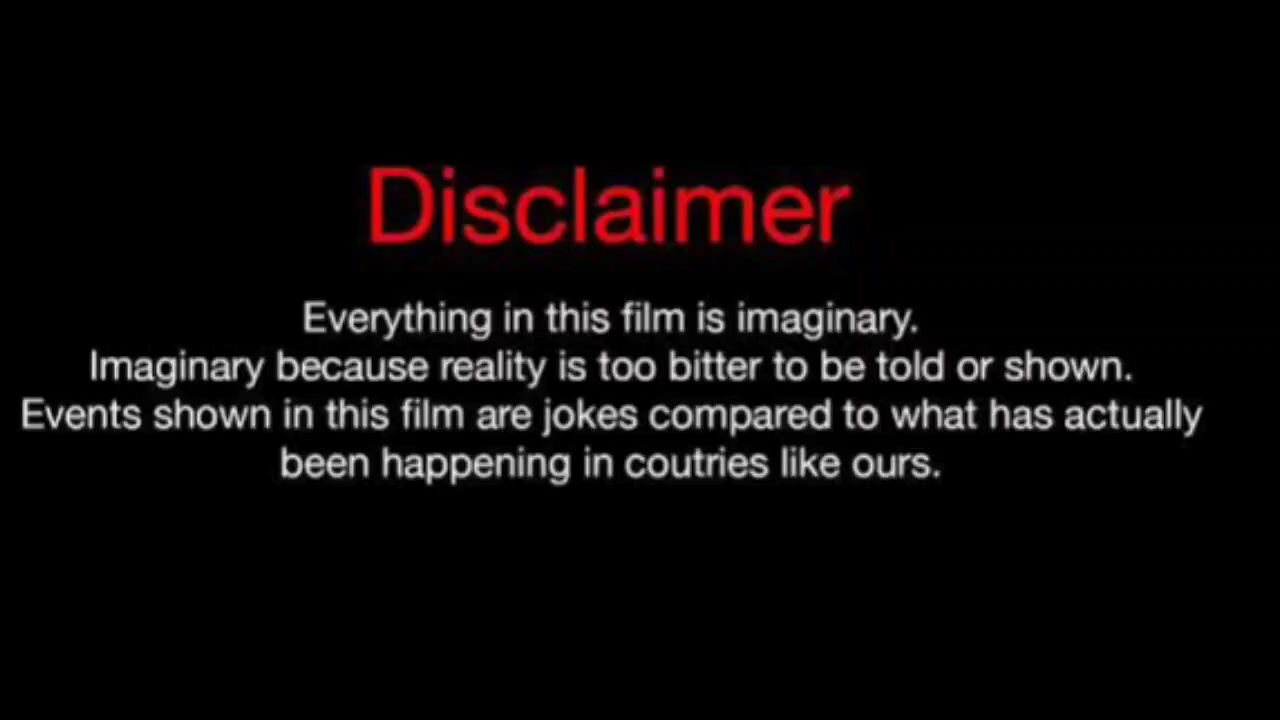 Disclaimer
Everything in this film is imaginary.
Imaginary because reality is too bitter to be told or shown.
Events shown in this film are jokes compared to what has actually
been happening in coutries like ours.